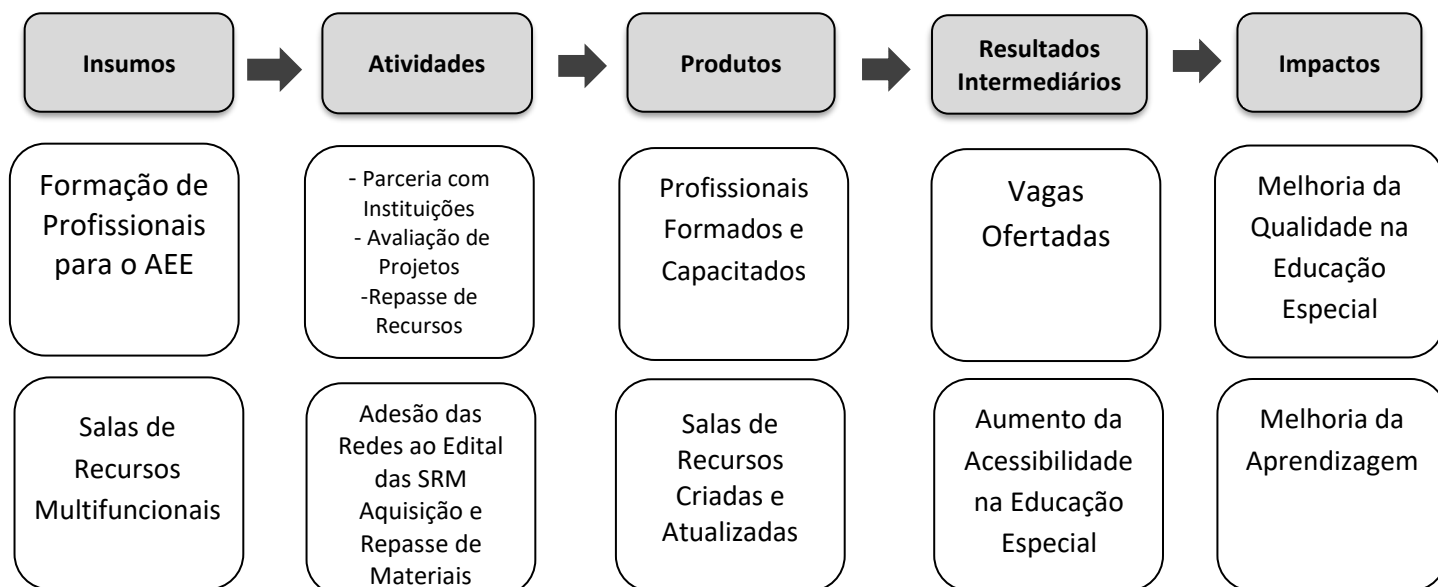 Insumos
Atividades
Produtos
Resultados
Intermediários
Impactos
Formação de
Profissionais
para o AEE
- Parceria com
Instituições
- Avaliação de
Projetos
-Repasse de
Recursos
Profissionais
Formados e
Capacitados
Vagas
Ofertadas
Melhoria da
Qualidade na
Educação
Especial
Salas de
Recursos
Multifuncionais
Adesão das
Redes ao Edital
das SRM
Aquisição e
Repasse de
Materiais
Salas de
Recursos
Criadas e
Atualizadas
Aumento da
Acessibilidade
na Educação
Especial
Melhoria da
Aprendizagem